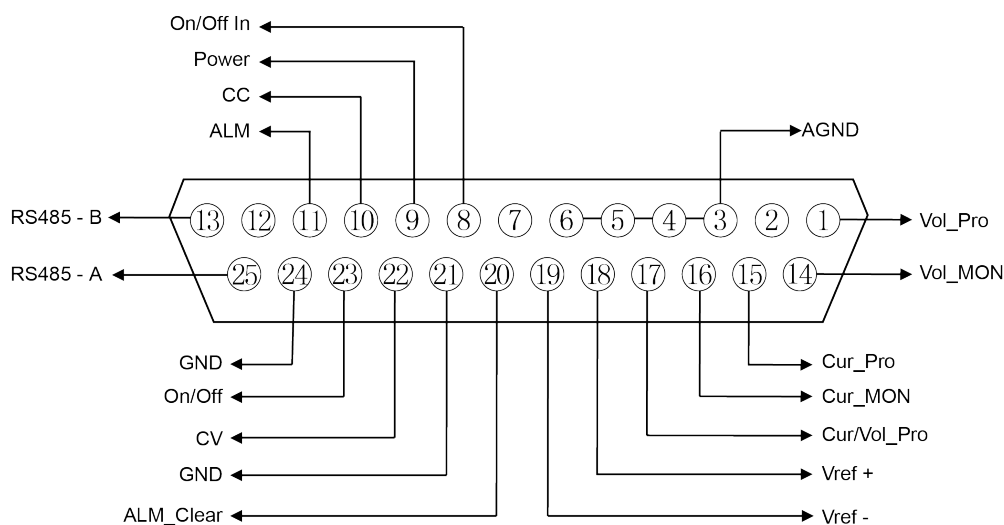 On/Off In
Power
CC
ALM
AGND
RS485 - B
13 12 11 10 9 8 7 6 5 4 3 2 1
Vol_Pro
RS485 - A
25 24 23 22 21 20 19 18 17 16 15 14
Vol_MON
GND
Cur_Pro
On/Off
Cur_MON
CV
Cur/Vol_Pro
GND
Vref +
ALM_Clear
Vref -